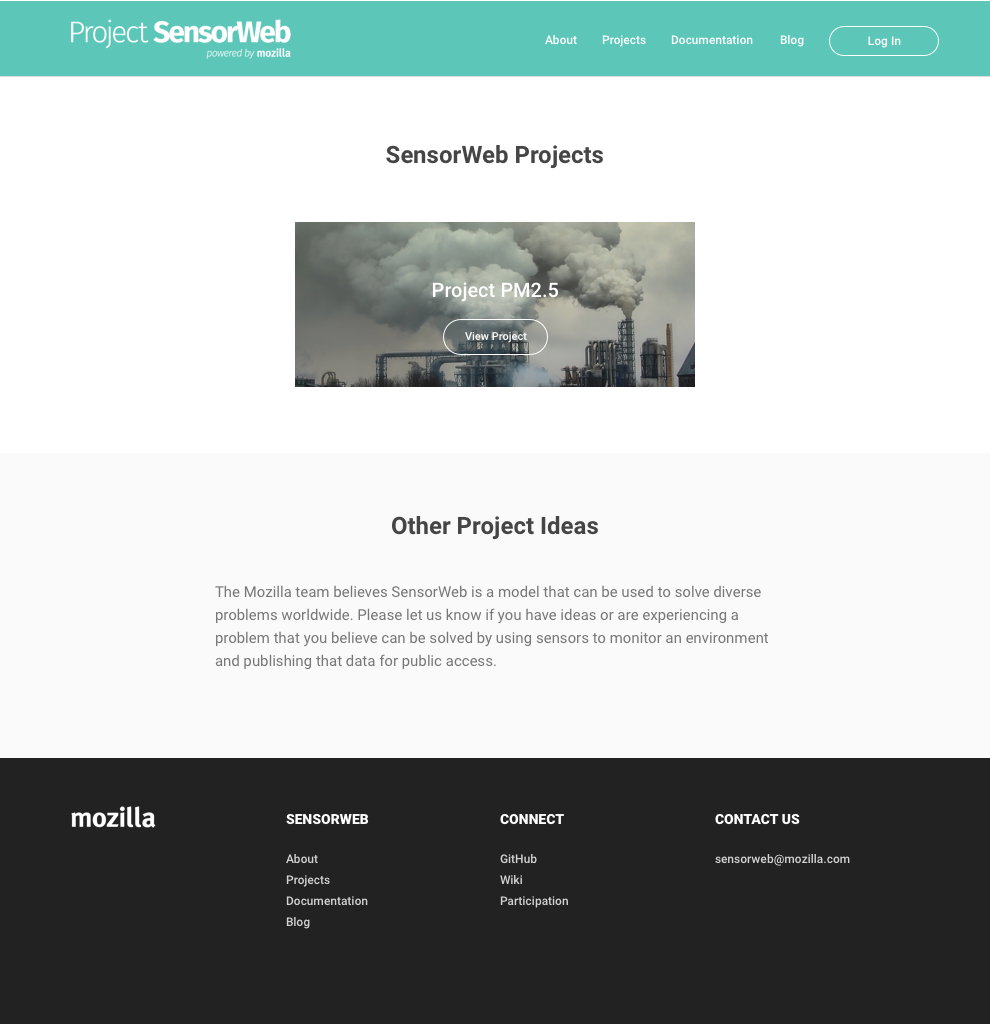 Project SensorWeb
powered by mozilla
About Projects Documentation Blog Log In
SensorWeb Projects
Project PM2.5
View Project
Other Project Ideas
The Mozilla team believes SensorWeb is a model that can be used to solve diverse
problems worldwide. Please let us know if you have ideas or are experiencing a
problem that you believe can be solved by using sensors to monitor an environment
and publishing that data for public access.
mozilla
SENSORWEB
About
Projects
Documentation
Blog
CONNECT
GitHub
Wiki
Participation
CONTACT US
sensorweb@mozilla.com